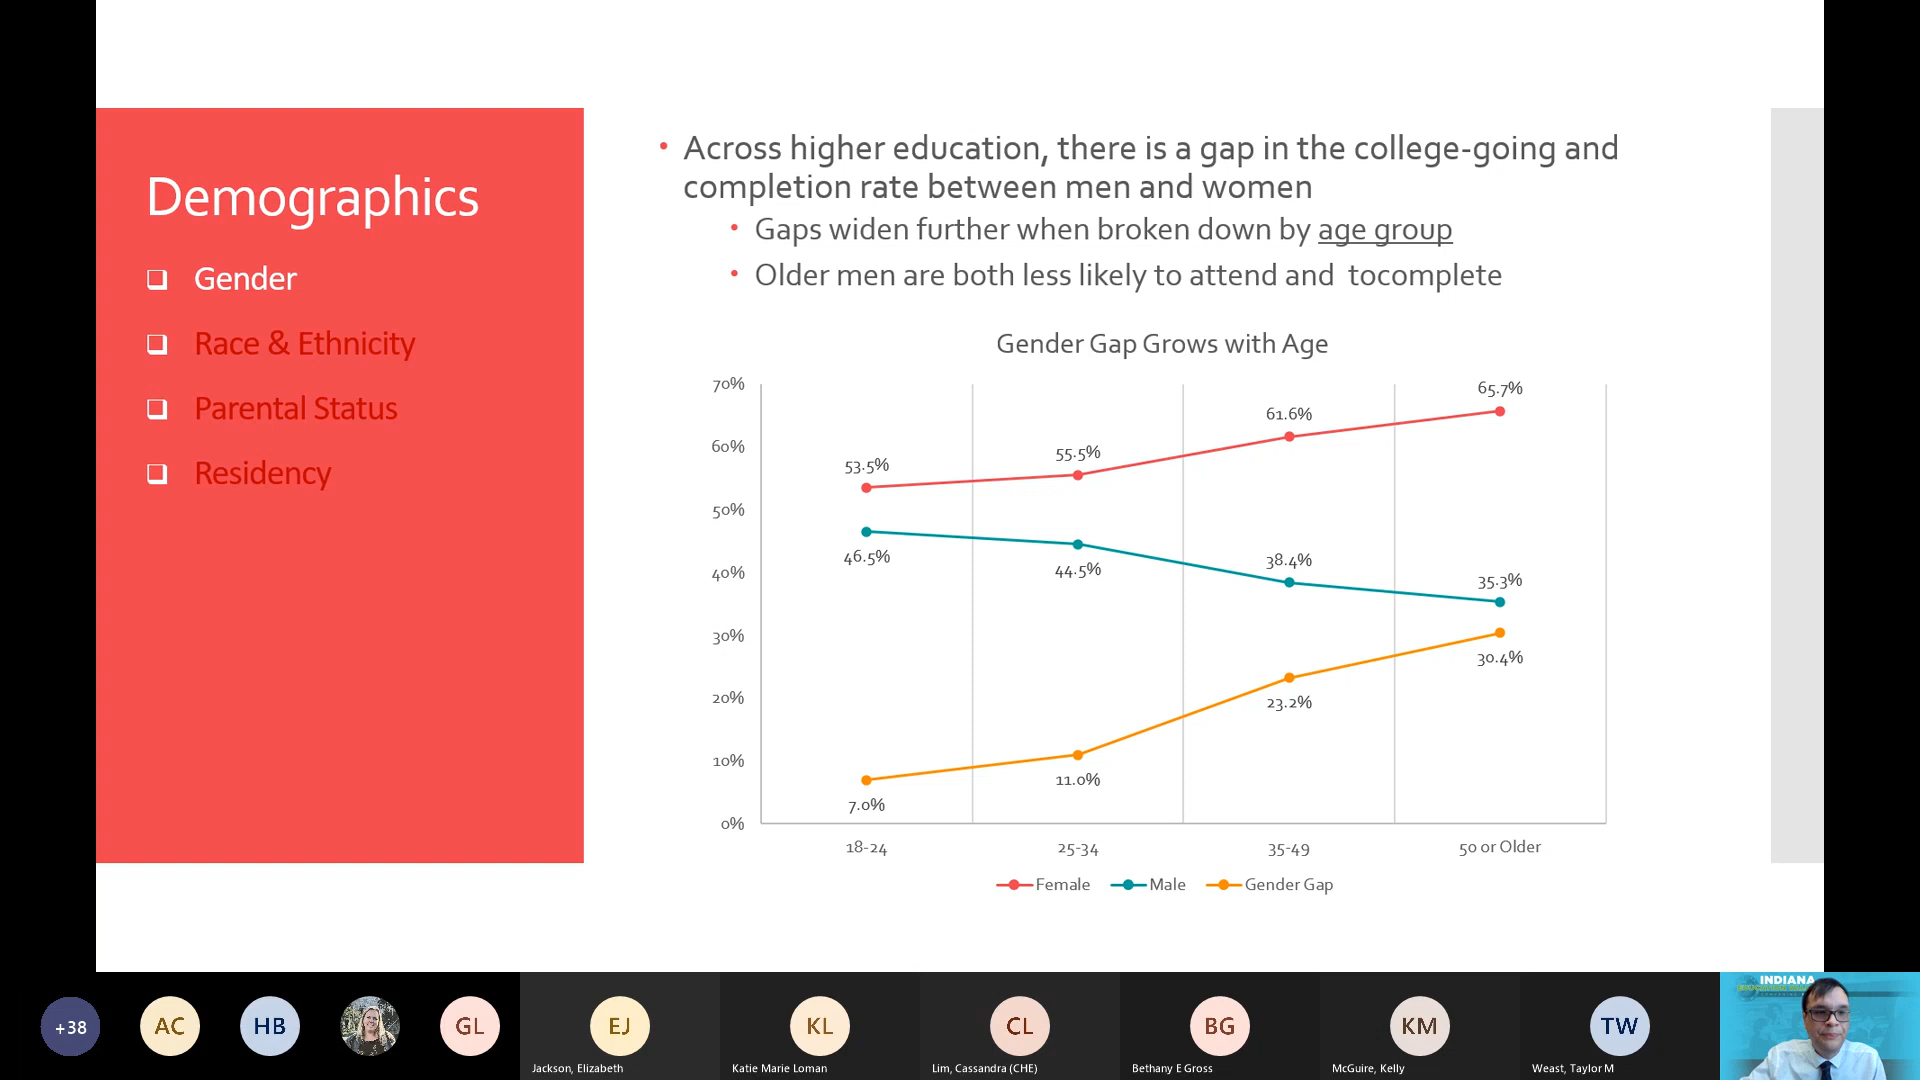 Demographics
Gender
Race & Ethnicity
Parental Status
Residency
Across higher education, there is a gap in the college-going and
completion rate between men and women
Gaps widen further when broken down by age group
Older men are both less likely to attend and  tocomplete
Gender Gap Grows with Age
70%
60%
50%
40%
30%
20%
10%
0%
53.5%
55.5%
61.6%
65.7%
46.5%
44.5%
38.4%
35.3%
7.0%
11.0%
23.2%
30.4%
18-24
25-34
35-49
50 or Older
Female
Male
Gender Gap
+38
AC
HB
GL
EJ
KL
CL
BG
KM
TW
Jackson, Elizabeth
Katie Marie Loman
Lim, Cassandra (CHE)
Bethany E Gross
McGuire, Kelly
Weast, Taylor M
INDIANA